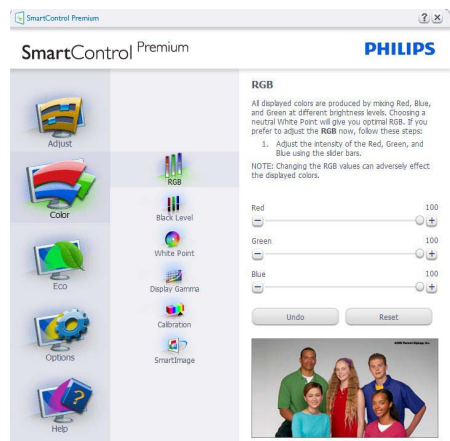 SmartControl Premium
? ×
SmartControl Premium
PHILIPS
Adjust
Color
Eco
Options
Help
RGB
Black Level
White Point
Display Gamma
Calibration
SmartImage
RGB
All displayed colors are produced by mixing Red, Blue,
and Green at different brightness levels. Choosing a
neutral White Point will give you optimal RGB. If you
prefer to adjust the RGB now, follow these steps:
1. Adjust the intensity of the Red, Green, and
Blue using the slider bars.
NOTE: Changing the RGB values can adversely effect
the displayed colors.
Red 100
Green 100
Blue 100
Undo Reset